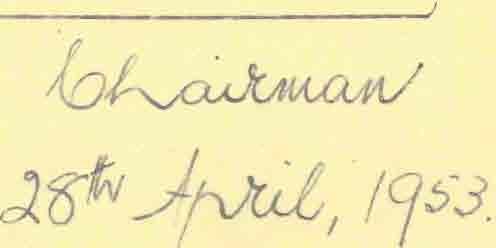 Chairman
28th April, 1953.